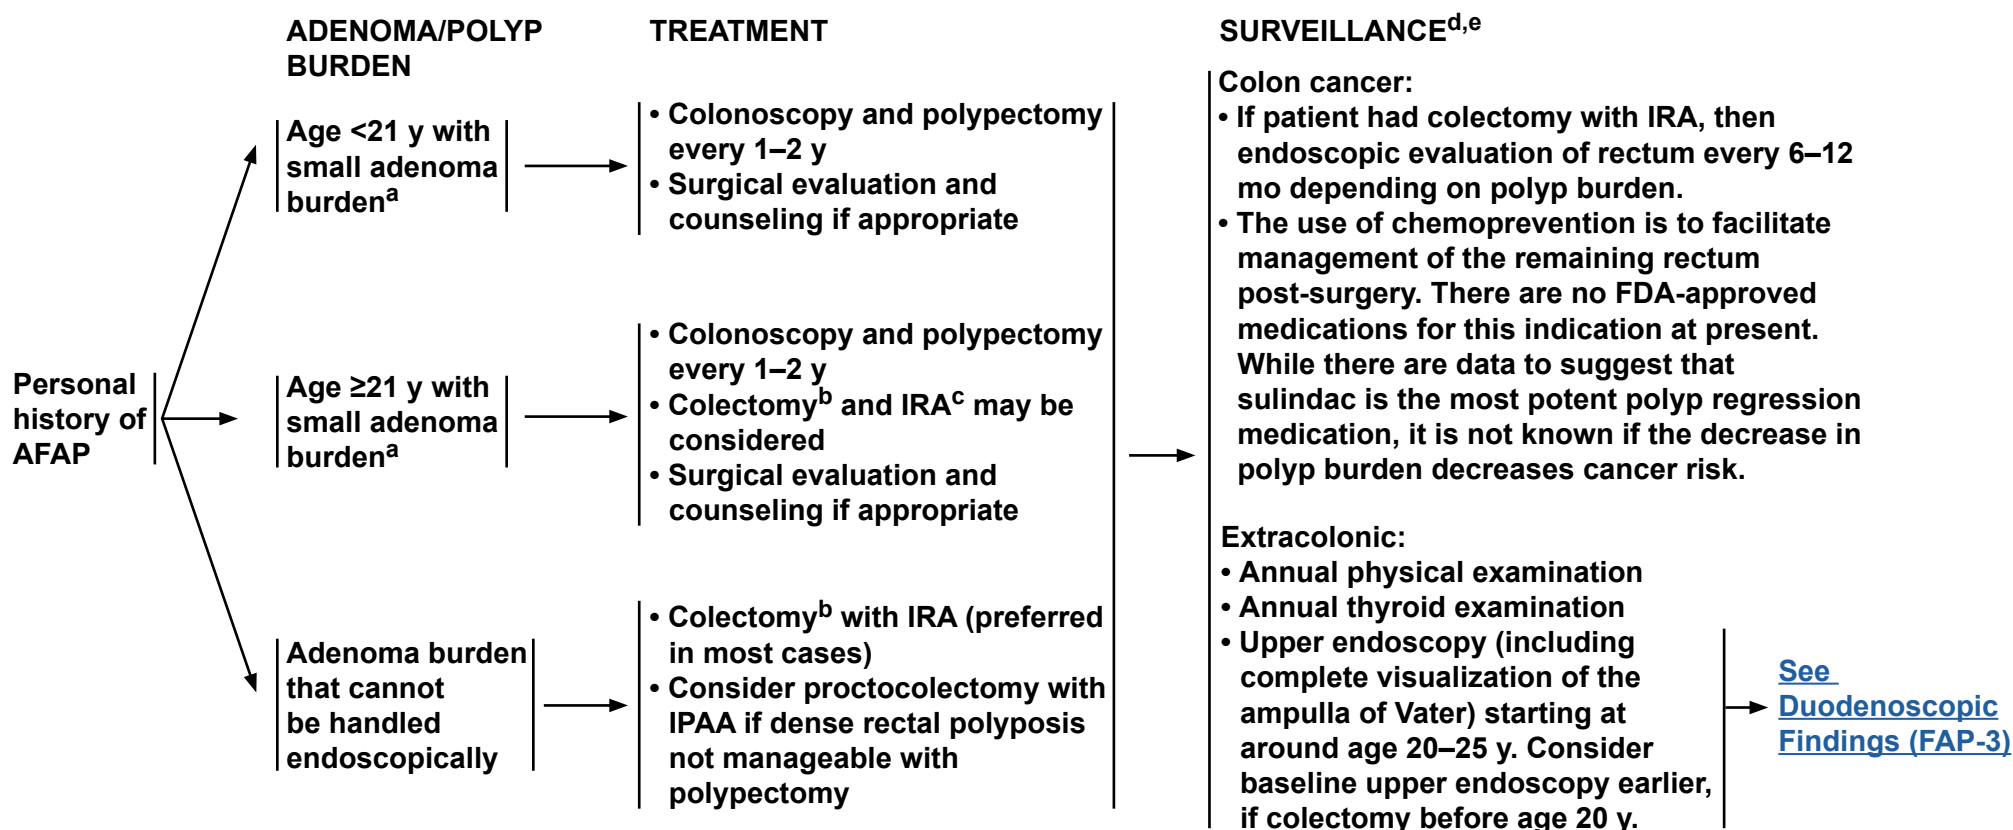 ADENOMA/POLYP
BURDEN
TREATMENT
SURVEILLANCEd,e
Personal
history of
AFAP
Age <21 y with
small adenoma
burdena
• Colonoscopy and polypectomy
every 1–2 y
• Surgical evaluation and
counseling if appropriate
Age ≥21 y with
small adenoma
burdena
• Colonoscopy and polypectomy
every 1–2 y
• Colectomyb and IRAc may be
considered
• Surgical evaluation and
counseling if appropriate
Adenoma burden
that cannot
be handled
endoscopically
• Colectomyb with IRA (preferred
in most cases)
• Consider proctocolectomy with
IPAA if dense rectal polyposis
not manageable with
polypectomy
Colon cancer:
• If patient had colectomy with IRA, then
endoscopic evaluation of rectum every 6–12
mo depending on polyp burden.
• The use of chemoprevention is to facilitate
management of the remaining rectum
post-surgery. There are no FDA-approved
medications for this indication at present.
While there are data to suggest that
sulindac is the most potent polyp regression
medication, it is not known if the decrease in
polyp burden decreases cancer risk.
Extracolonic:
• Annual physical examination
• Annual thyroid examination
• Upper endoscopy (including
complete visualization of the
ampulla of Vater) starting at
around age 20–25 y. Consider
baseline upper endoscopy earlier,
if colectomy before age 20 y.
See
Duodenoscopic
Findings (FAP-3)